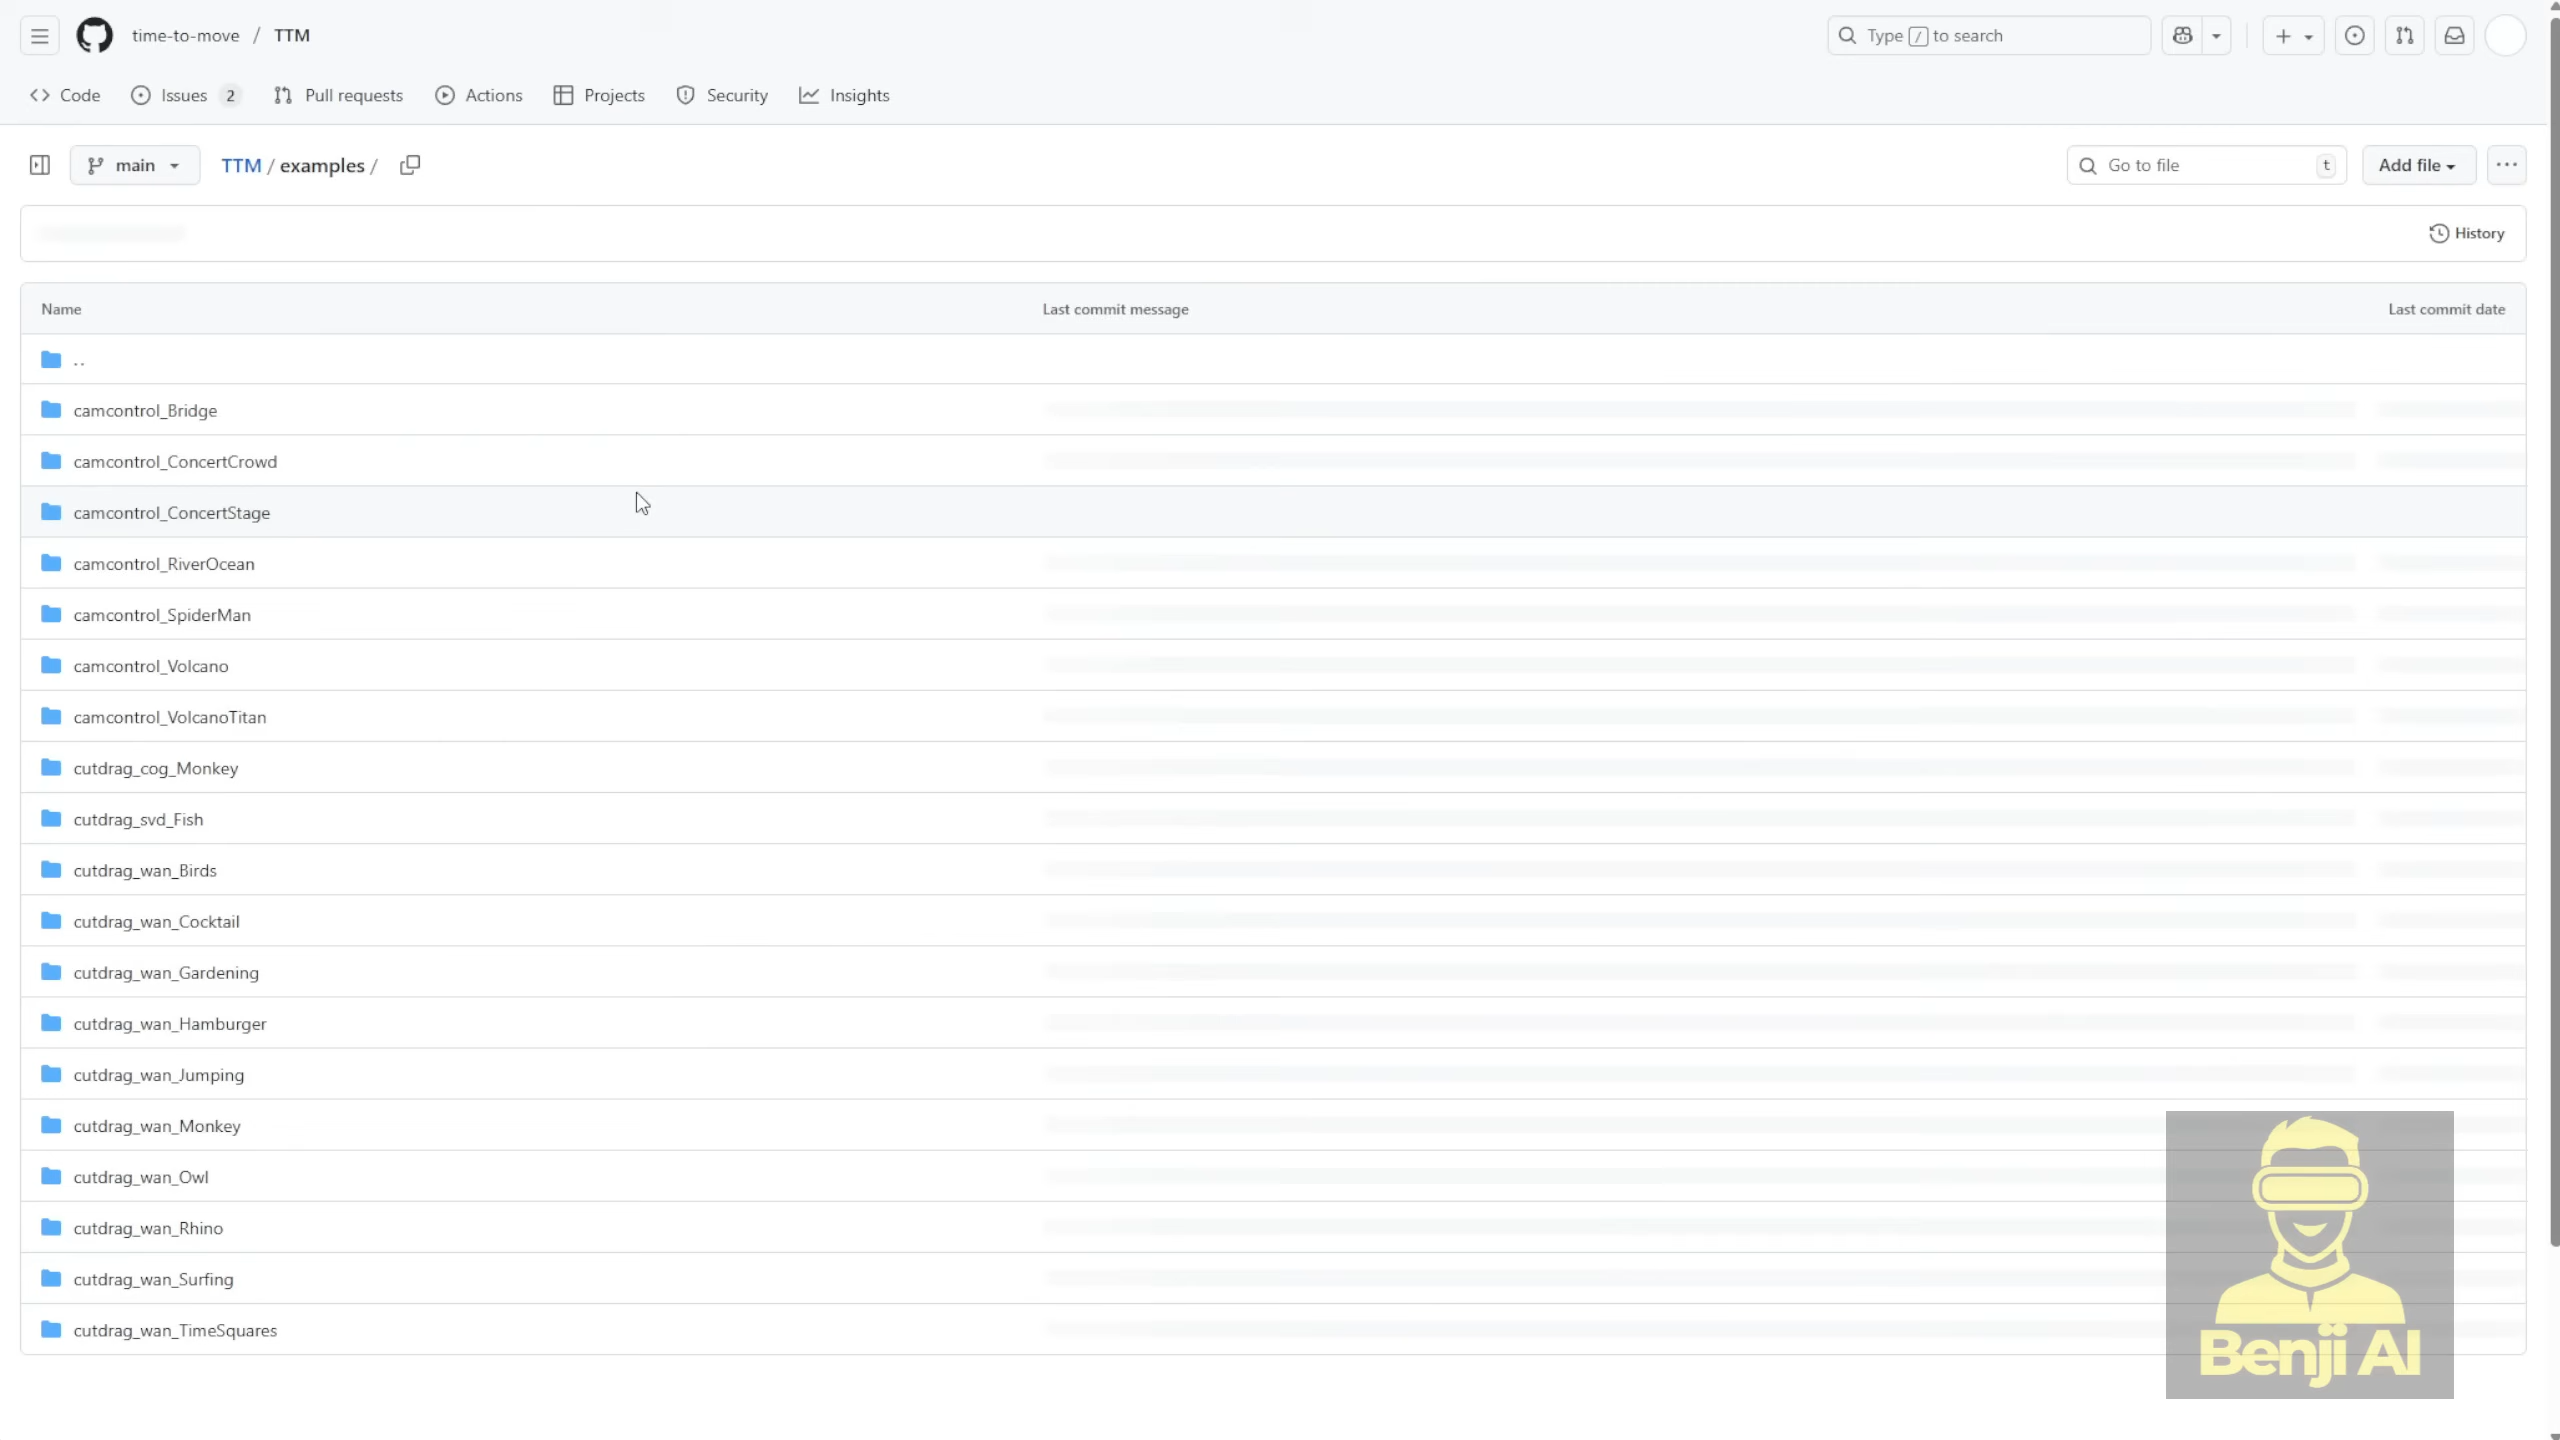 time-to-move / TTM
Type / to search
Code
Issues 2
Pull requests
Actions
Projects
Security
Insights
main
TTM / examples /
Go to file t
Add file
History
Name Last commit message Last commit date
..
camcontrol_Bridge
camcontrol_ConcertCrowd
camcontrol_ConcertStage
camcontrol_RiverOcean
camcontrol_SpiderMan
camcontrol_Volcano
camcontrol_VolcanoTitan
cutdrag_cog_Monkey
cutdrag_svd_Fish
cutdrag_wan_Birds
cutdrag_wan_Cocktail
cutdrag_wan_Gardening
cutdrag_wan_Hamburger
cutdrag_wan_Jumping
cutdrag_wan_Monkey
cutdrag_wan_Owl
cutdrag_wan_Rhino
cutdrag_wan_Surfing
cutdrag_wan_TimeSquares
Benji AI